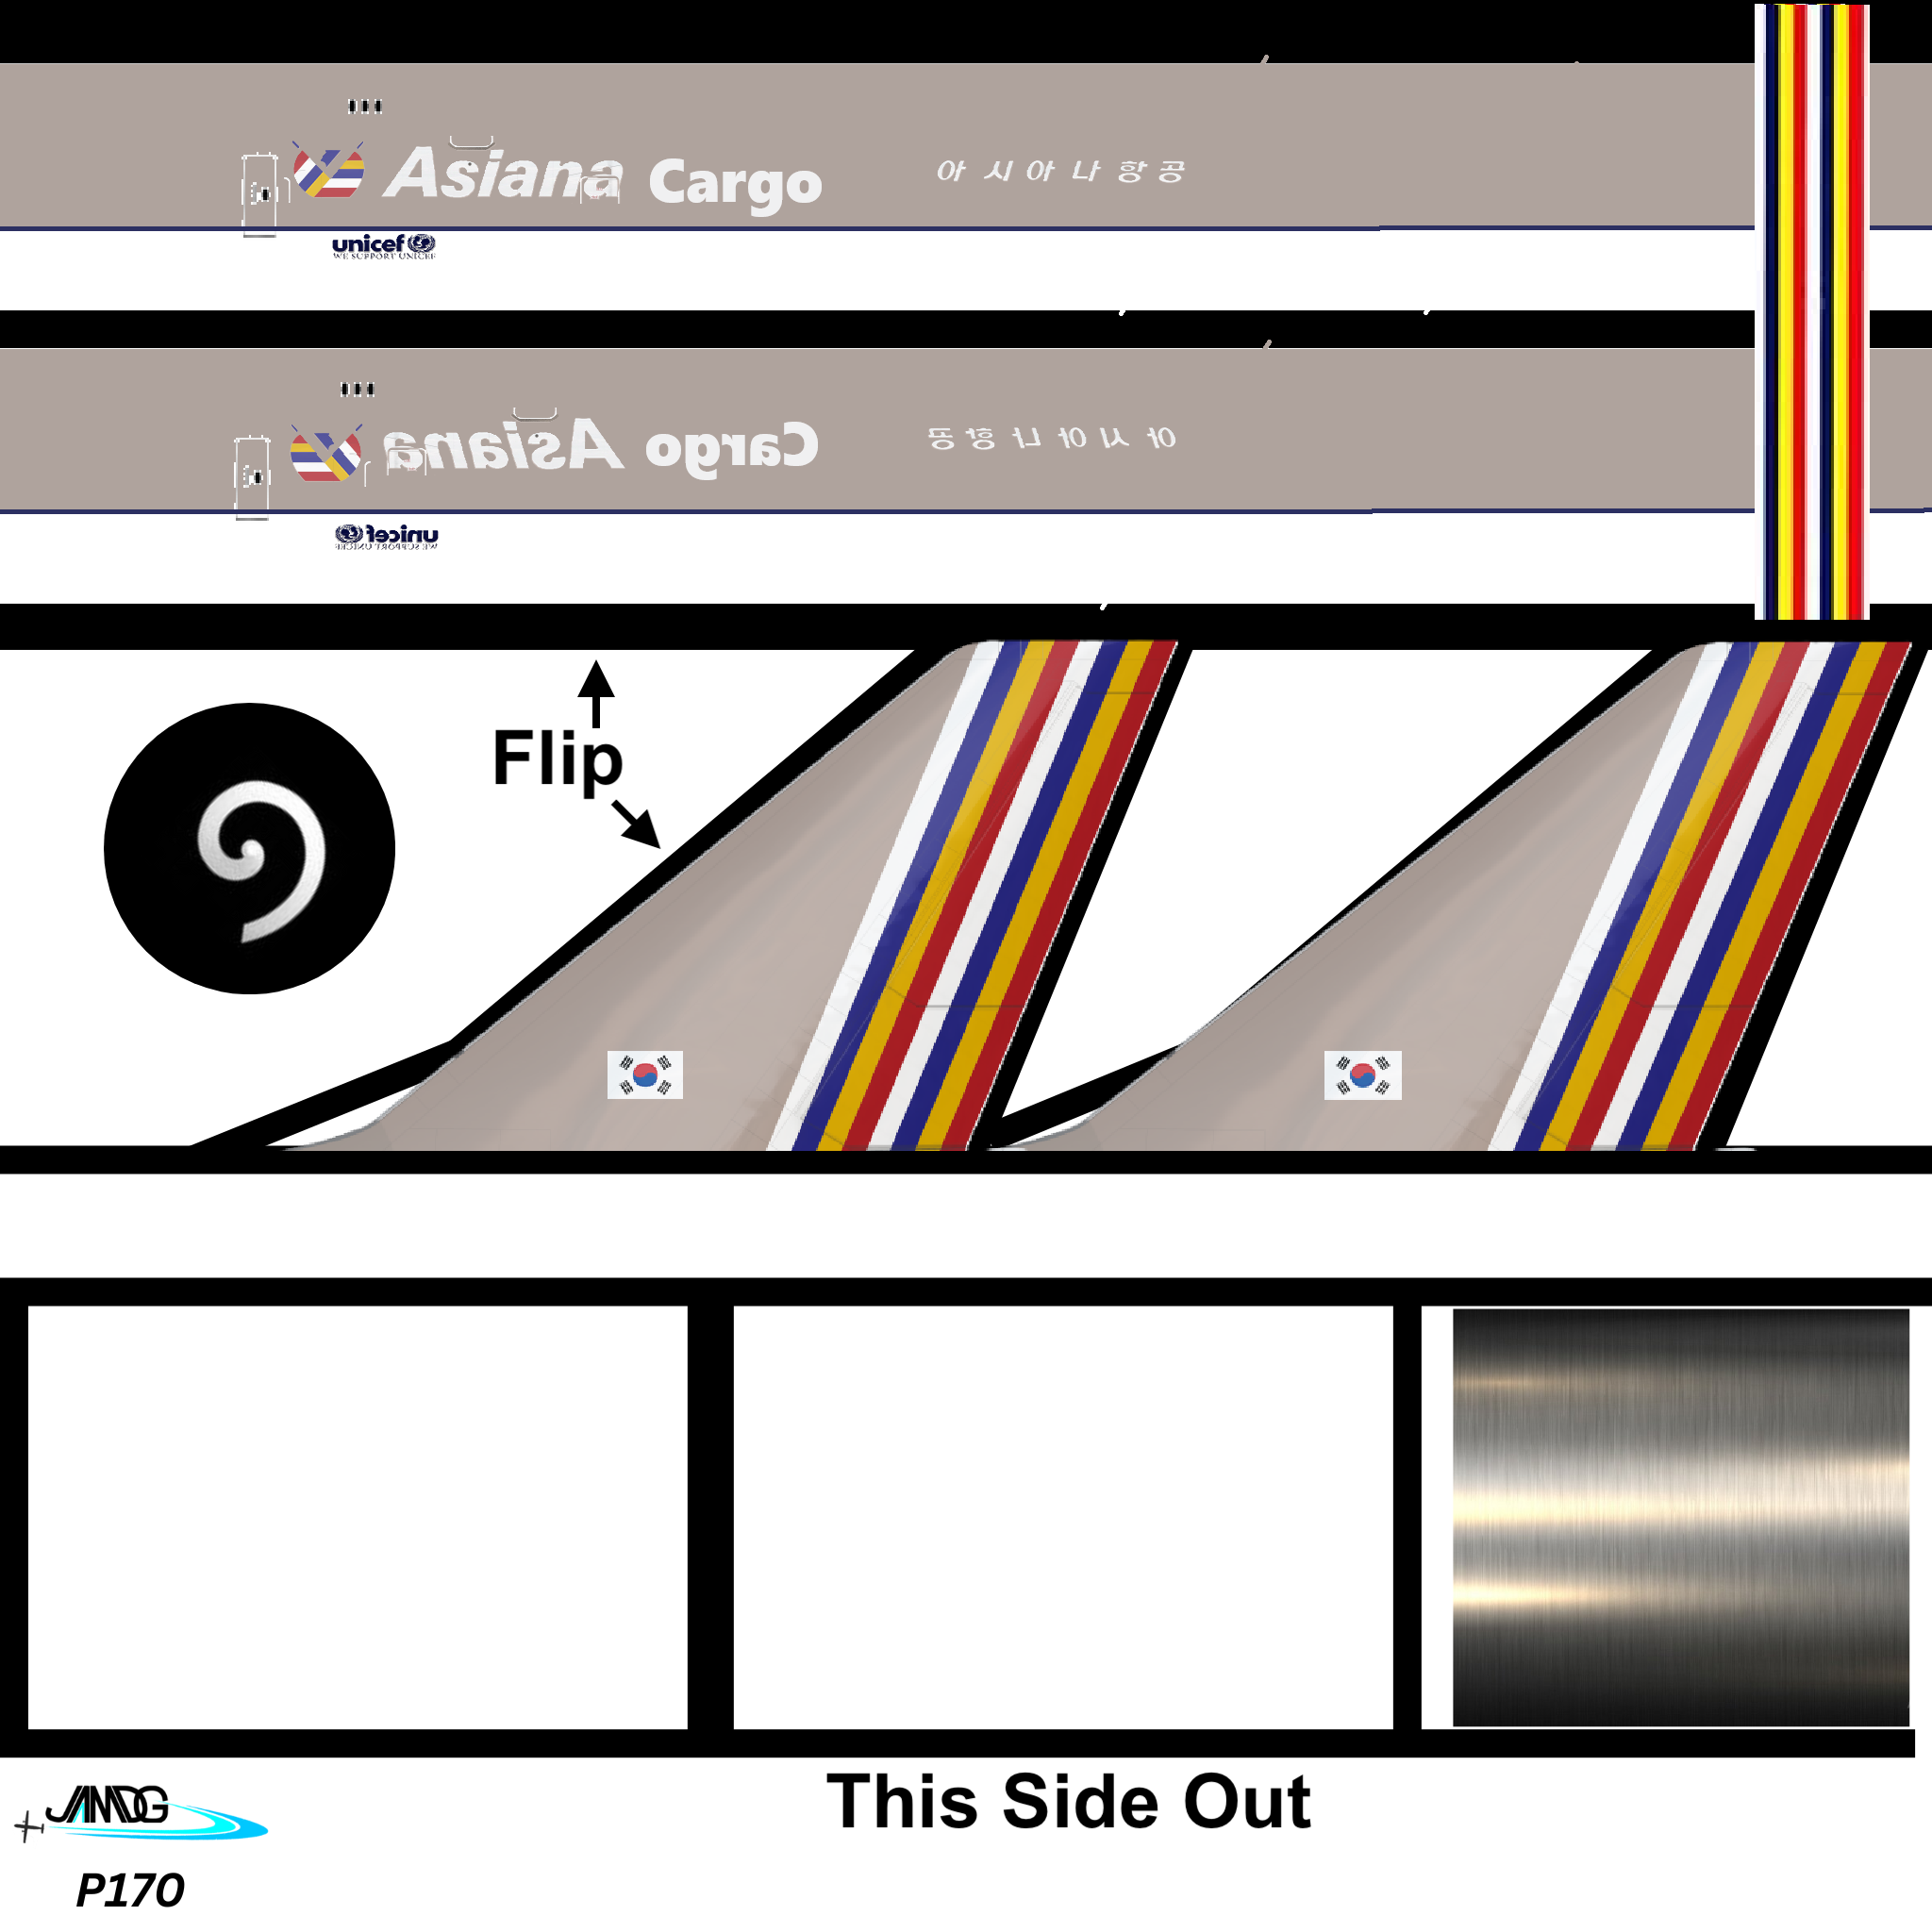 Asiana Cargo
아시아나항공
unicef
WE SUPPORT UNICEF
Asiana Cargo
아시아나항공
unicef
WE SUPPORT UNICEF
Flip
This Side Out
JAMDG
P170